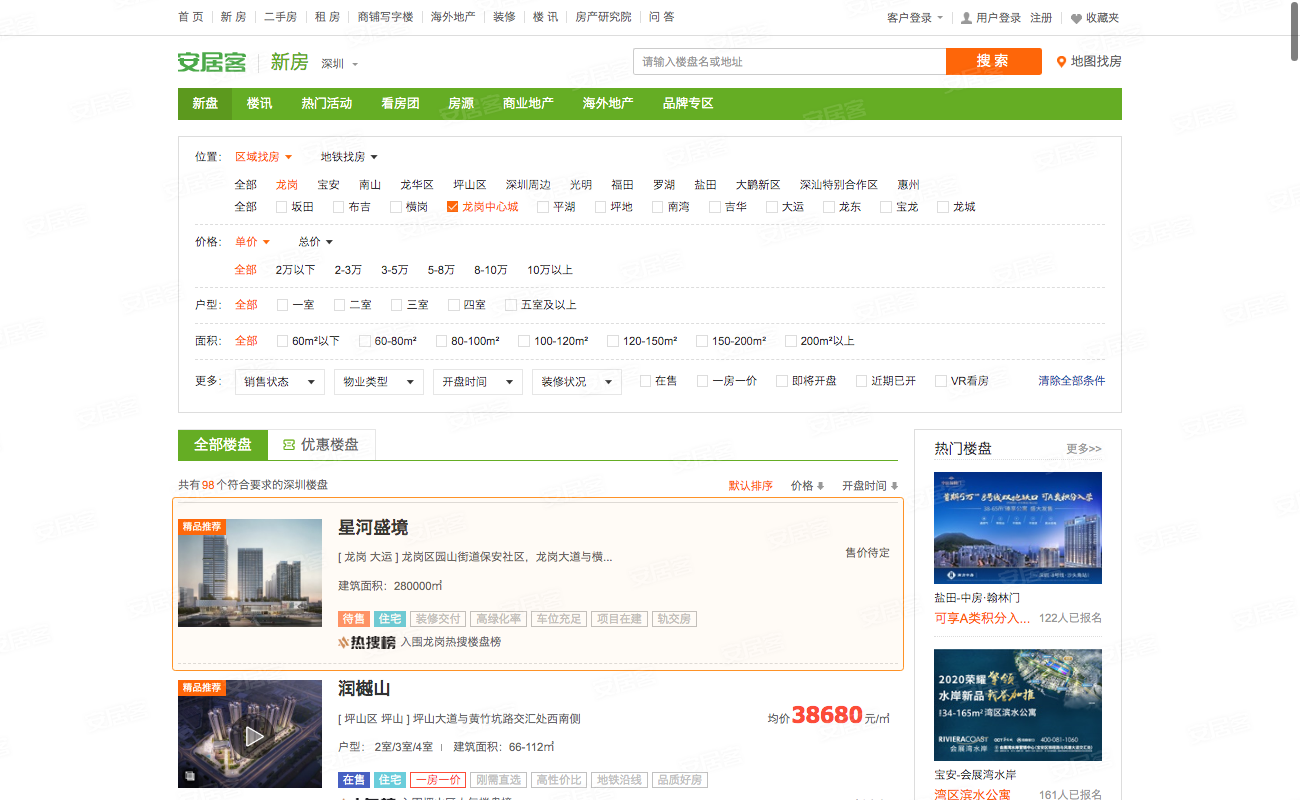 首 页 新 房 二手房 租 房 商铺写字楼 海外地产 装修 楼 讯 房产研究院 问 答 客户登录 用户登录 注册 收藏夹
安居客 新房 深圳 请输入楼盘名或地址 搜 索 地图找房
新盘 楼讯 热门活动 看房团 房源 商业地产 海外地产 品牌专区
位置： 区域找房 地铁找房
全部 龙岗 宝安 南山 龙华区 坪山区 深圳周边 光明 福田 罗湖 盐田 大鹏新区 深汕特别合作区 惠州
全部 坂田 布吉 横岗 龙岗中心城 平湖 坪地 南湾 吉华 大运 龙东 宝龙 龙城
价格： 单价 总价
全部 2万以下 2-3万 3-5万 5-8万 8-10万 10万以上
户型： 全部 一室 二室 三室 四室 五室及以上
面积： 全部 60m²以下 60-80m² 80-100m² 100-120m² 120-150m² 150-200m² 200m²以上
更多： 销售状态 物业类型 开盘时间 装修状况 在售 一房一价 即将开盘 近期已开 VR看房 清除全部条件
全部楼盘 优惠楼盘
共有98个符合要求的深圳楼盘 默认排序 价格 开盘时间
精品推荐
星河盛境
[ 龙岗 大运 ] 龙岗区园山街道保安社区，龙岗大道与横... 售价待定
建筑面积：280000㎡
待售 住宅 装修交付 高绿化率 车位充足 项目在建 轨交房
热搜榜 入围龙岗热搜楼盘榜
精品推荐
润樾山
[ 坪山区 坪山 ] 坪山大道与黄竹坑路交汇处西南侧 均价38680元/㎡
户型：2室/3室/4室 建筑面积：66-112㎡
在售 住宅 一房一价 刚需直选 高性价比 地铁沿线 品质好房
热门楼盘 更多>>
盐田-中房·翰林门
可享A类积分入... 122人已报名
2020荣耀擎领
水岸新品 我名加推
134-165m² 湾区滨水公寓
RIVIERACOAST
会展湾水岸
400-081-1060
宝安-会展湾水岸
湾区滨水公寓 161人已报名